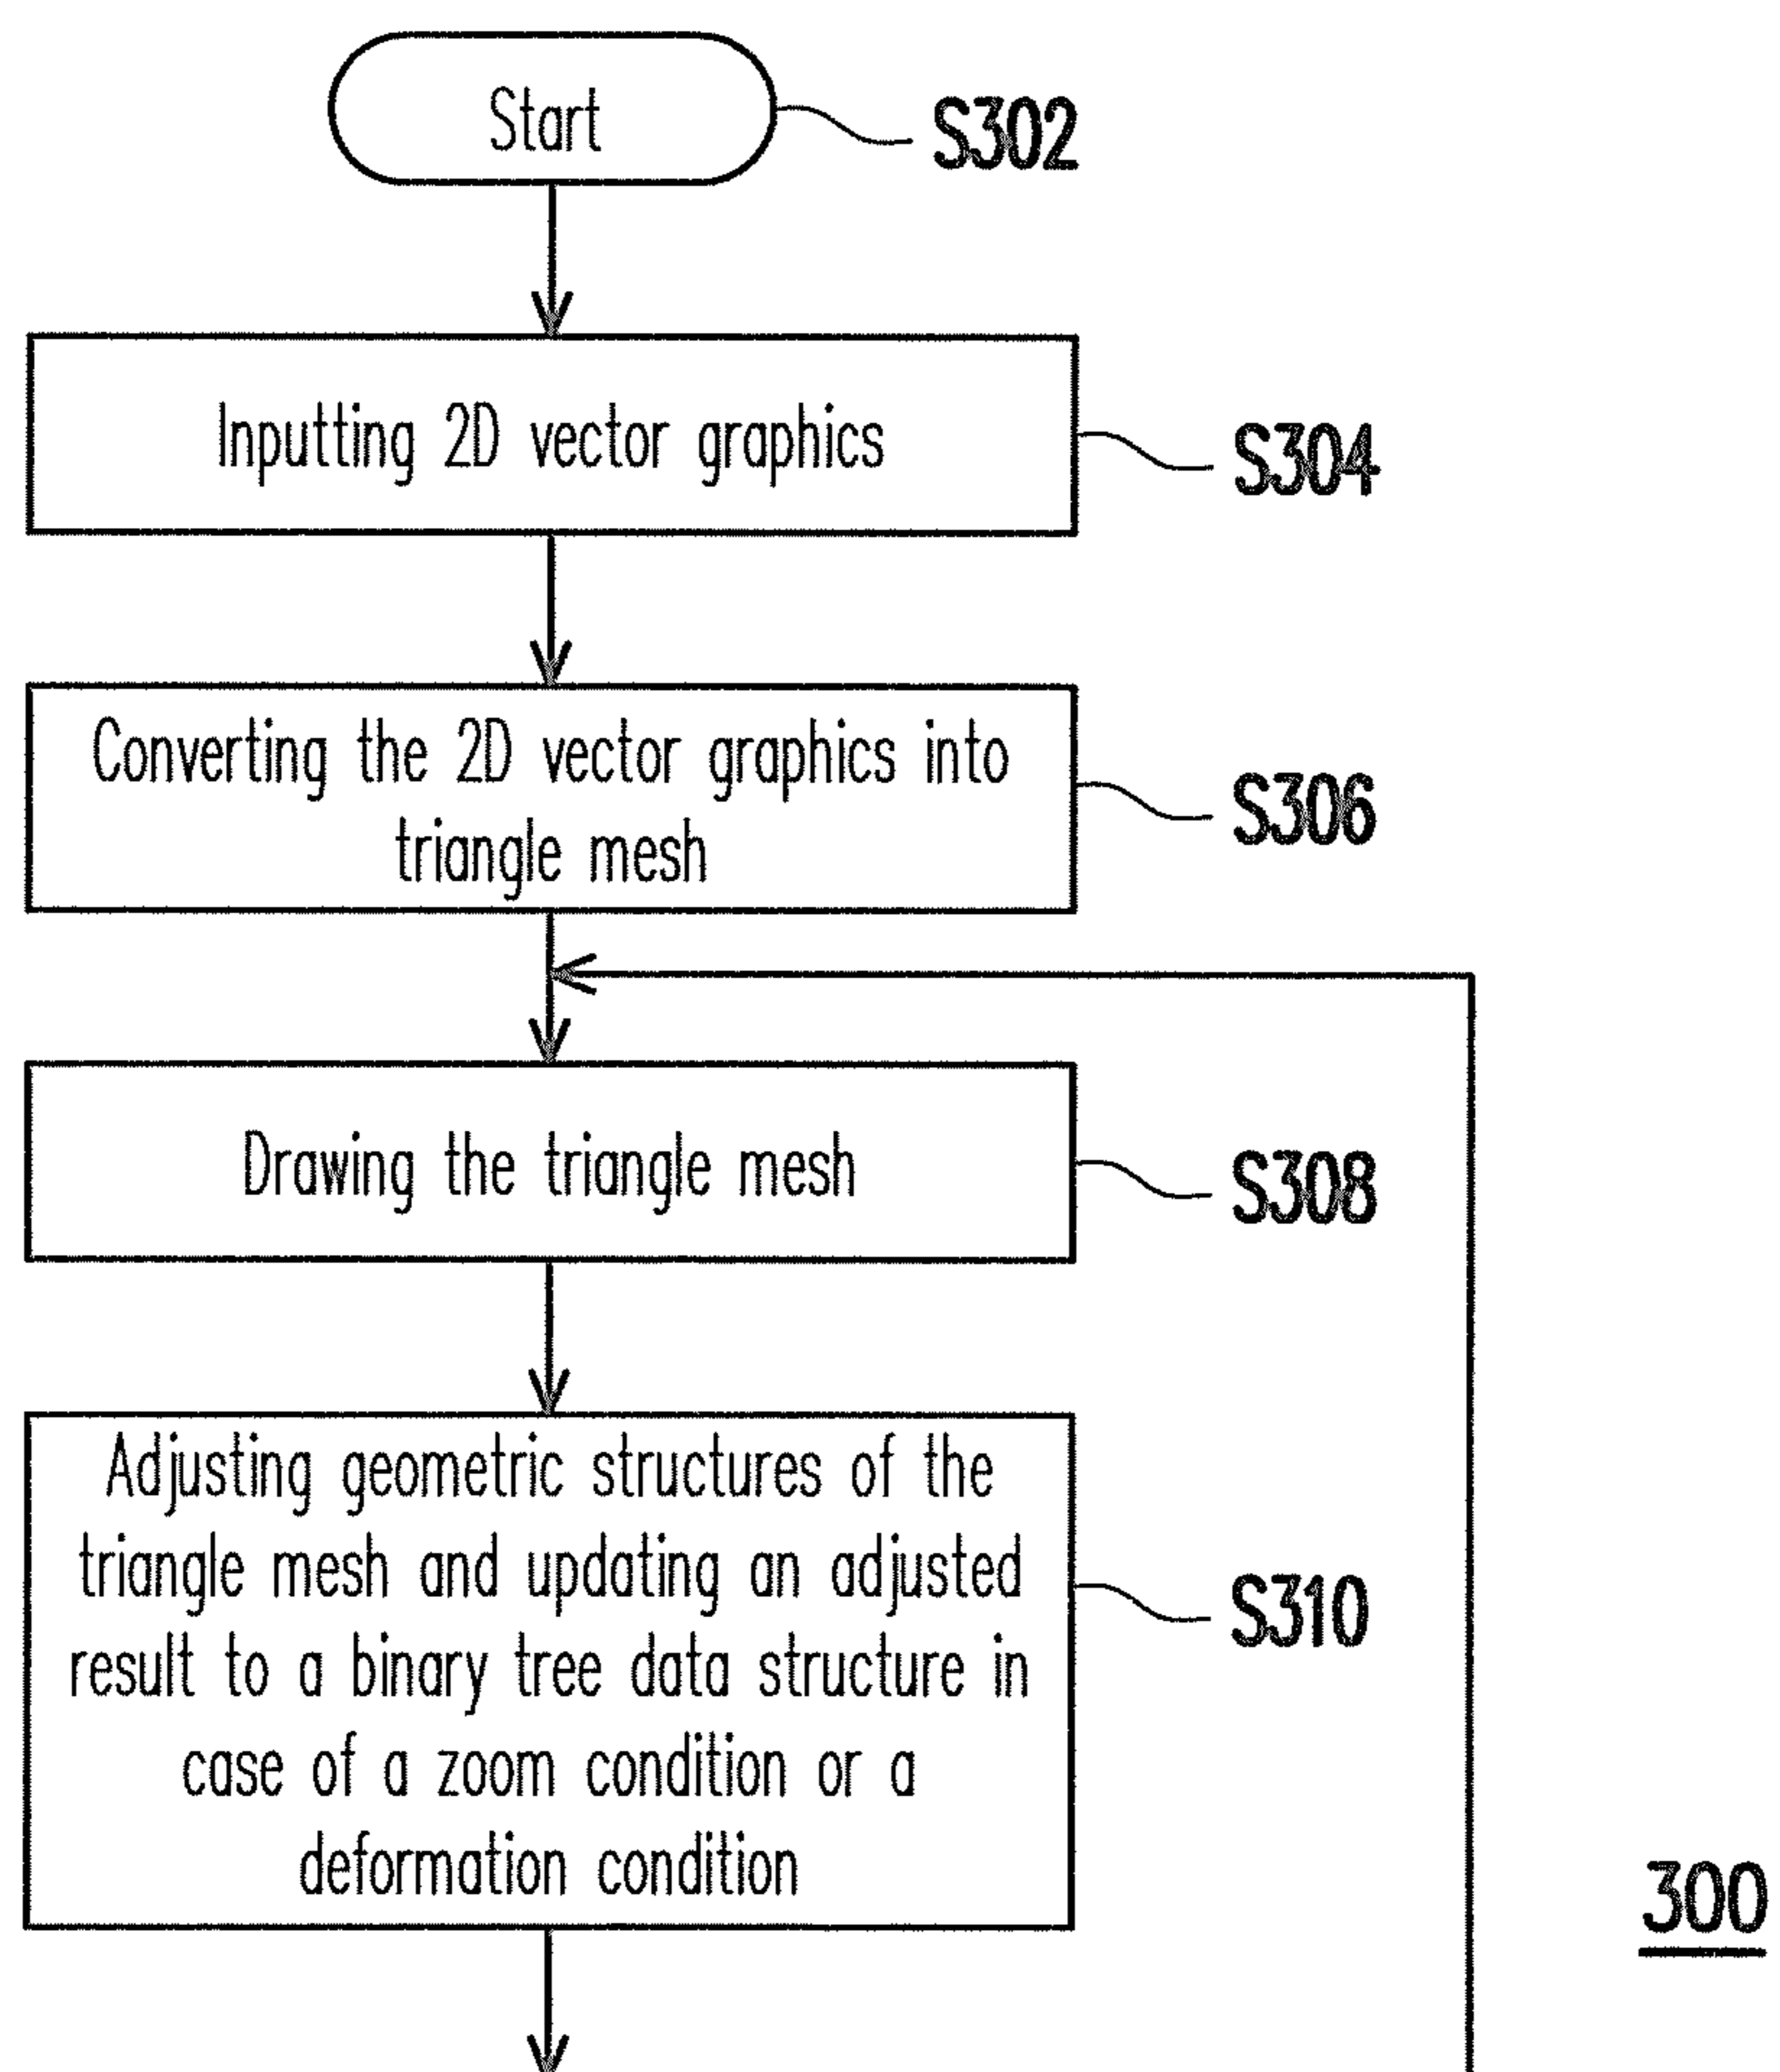 Start
S302
Inputting 2D vector graphics
S304
Converting the 2D vector graphics into
triangle mesh
S306
Drawing the triangle mesh
S308
Adjusting geometric structures of the
triangle mesh and updating an adjusted
result to a binary tree data structure in
case of a zoom condition or a
deformation condition
S310
300